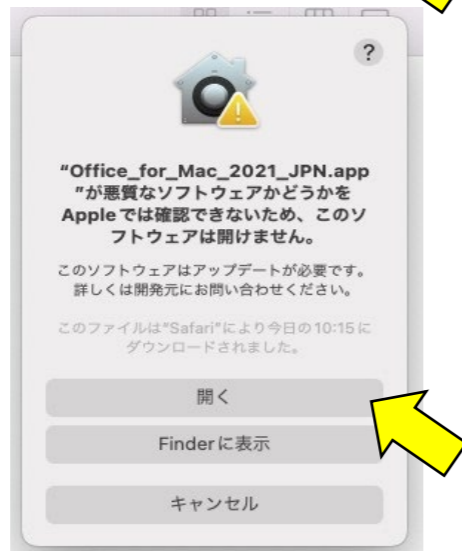 ?
“Office_for_Mac_2021_JPN.app
”が悪質なソフトウェアかどうかを
Appleでは確認できないため、このソ
フトウェアは開けません。
このソフトウェアはアップデートが必要です。
詳しくは開発元にお問い合わせください。
このファイルは“Safari”により今日の10:15に
ダウンロードされました。
開く
Finderに表示
キャンセル